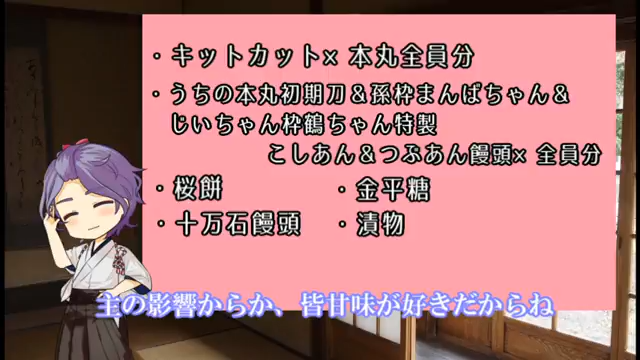 ・キットカット×本丸全員分
・うちの本丸初期刀＆孫枠まんばちゃん＆
じいちゃん枠鶴ちゃん特製
こしあん＆つぶあん饅頭×全員分
・桜餅　・金平糖
・十万石饅頭　・漬物
主の影響からか、皆甘味が好きだからね